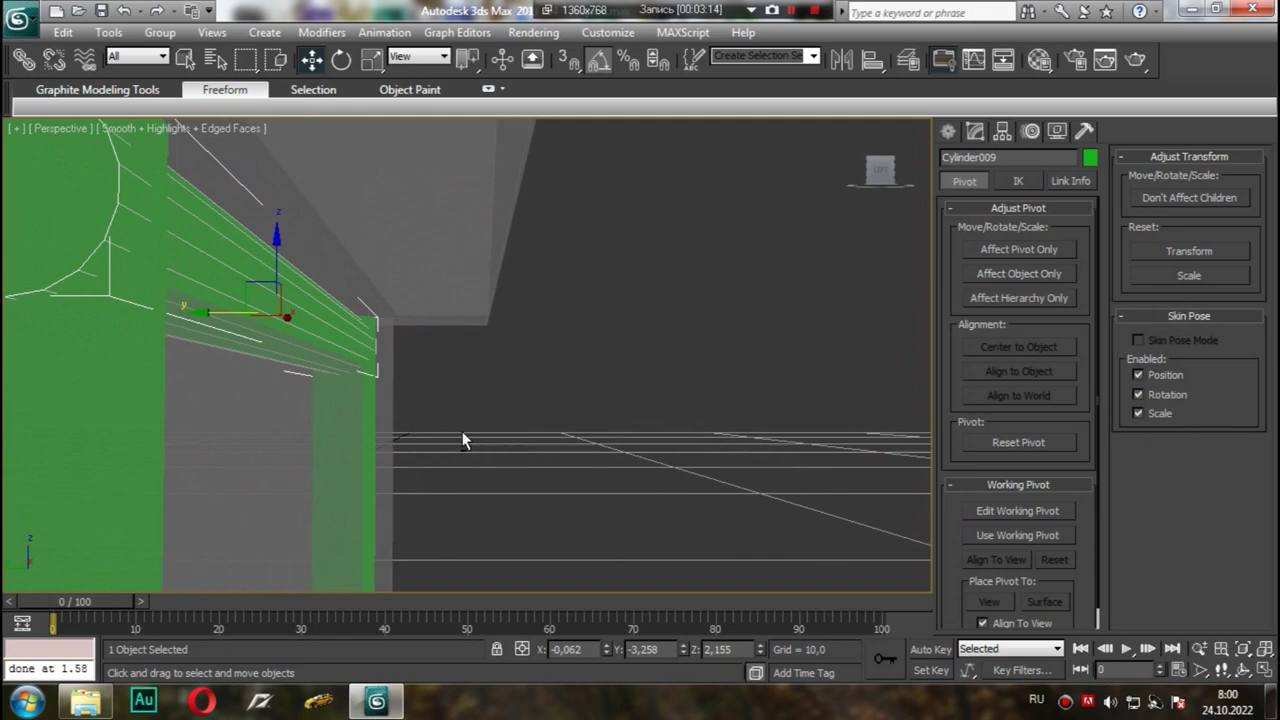 Autodesk 3ds Max 201
1360x768
Запись [00:03:14]
Type a keyword or phrase
Edit Tools Group Views Create Modifiers Animation Graph Editors Rendering Customize MAXScript Help
All
View
Create Selection Se
Graphite Modeling Tools Freeform Selection Object Paint
[ + ] [ Perspective ] [ Smooth + Highlights + Edged Faces ]
LEFT
z
y
x
z
x
Cylinder009
Pivot IK Link Info
- Adjust Pivot
Move/Rotate/Scale:
Affect Pivot Only
Affect Object Only
Affect Hierarchy Only
Alignment:
Center to Object
Align to Object
Align to World
Pivot:
Reset Pivot
- Working Pivot
Edit Working Pivot
Use Working Pivot
Align To View Reset
Place Pivot To:
View Surface
Align To View
- Adjust Transform
Move/Rotate/Scale:
Don't Affect Children
Reset:
Transform
Scale
- Skin Pose
Skin Pose Mode
Enabled:
Position
Rotation
Scale
< 0 / 100 >
0 10 20 30 40 50 60 70 80 90 100
1 Object Selected
X: -0,062 Y: -3,258 Z: 2,155 Grid = 10,0
Auto Key Selected
done at 1.58
Click and drag to select and move objects
Add Time Tag
Set Key Key Filters... 0
Au
RU
8:00
24.10.2022